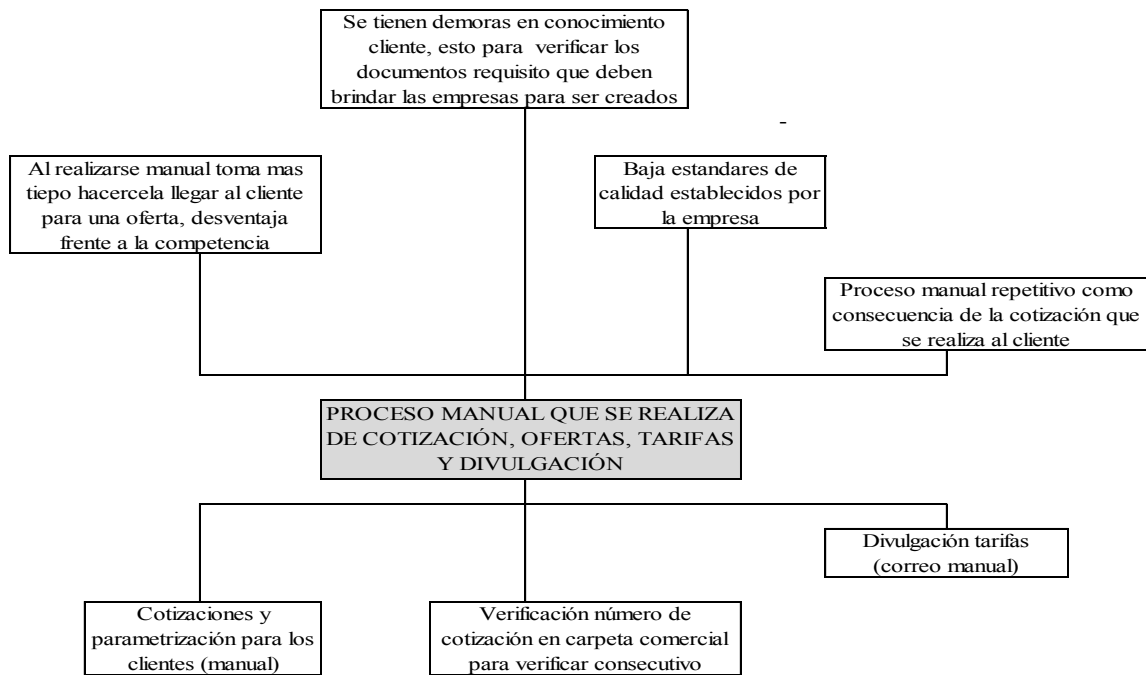 Se tienen demoras en conocimiento
cliente, esto para verificar los
documentos requisito que deben
brindar las empresas para ser creados
-
Al realizarse manual toma mas
tiepo hacercela llegar al cliente
para una oferta, desventaja
frente a la competencia
Baja estandares de
calidad establecidos por
la empresa
Proceso manual repetitivo como
consecuencia de la cotización que
se realiza al cliente
PROCESO MANUAL QUE SE REALIZA
DE COTIZACIÓN, OFERTAS, TARIFAS
Y DIVULGACIÓN
Divulgación tarifas
(correo manual)
Cotizaciones y
parametrización para los
clientes (manual)
Verificación número de
cotización en carpeta comercial
para verificar consecutivo